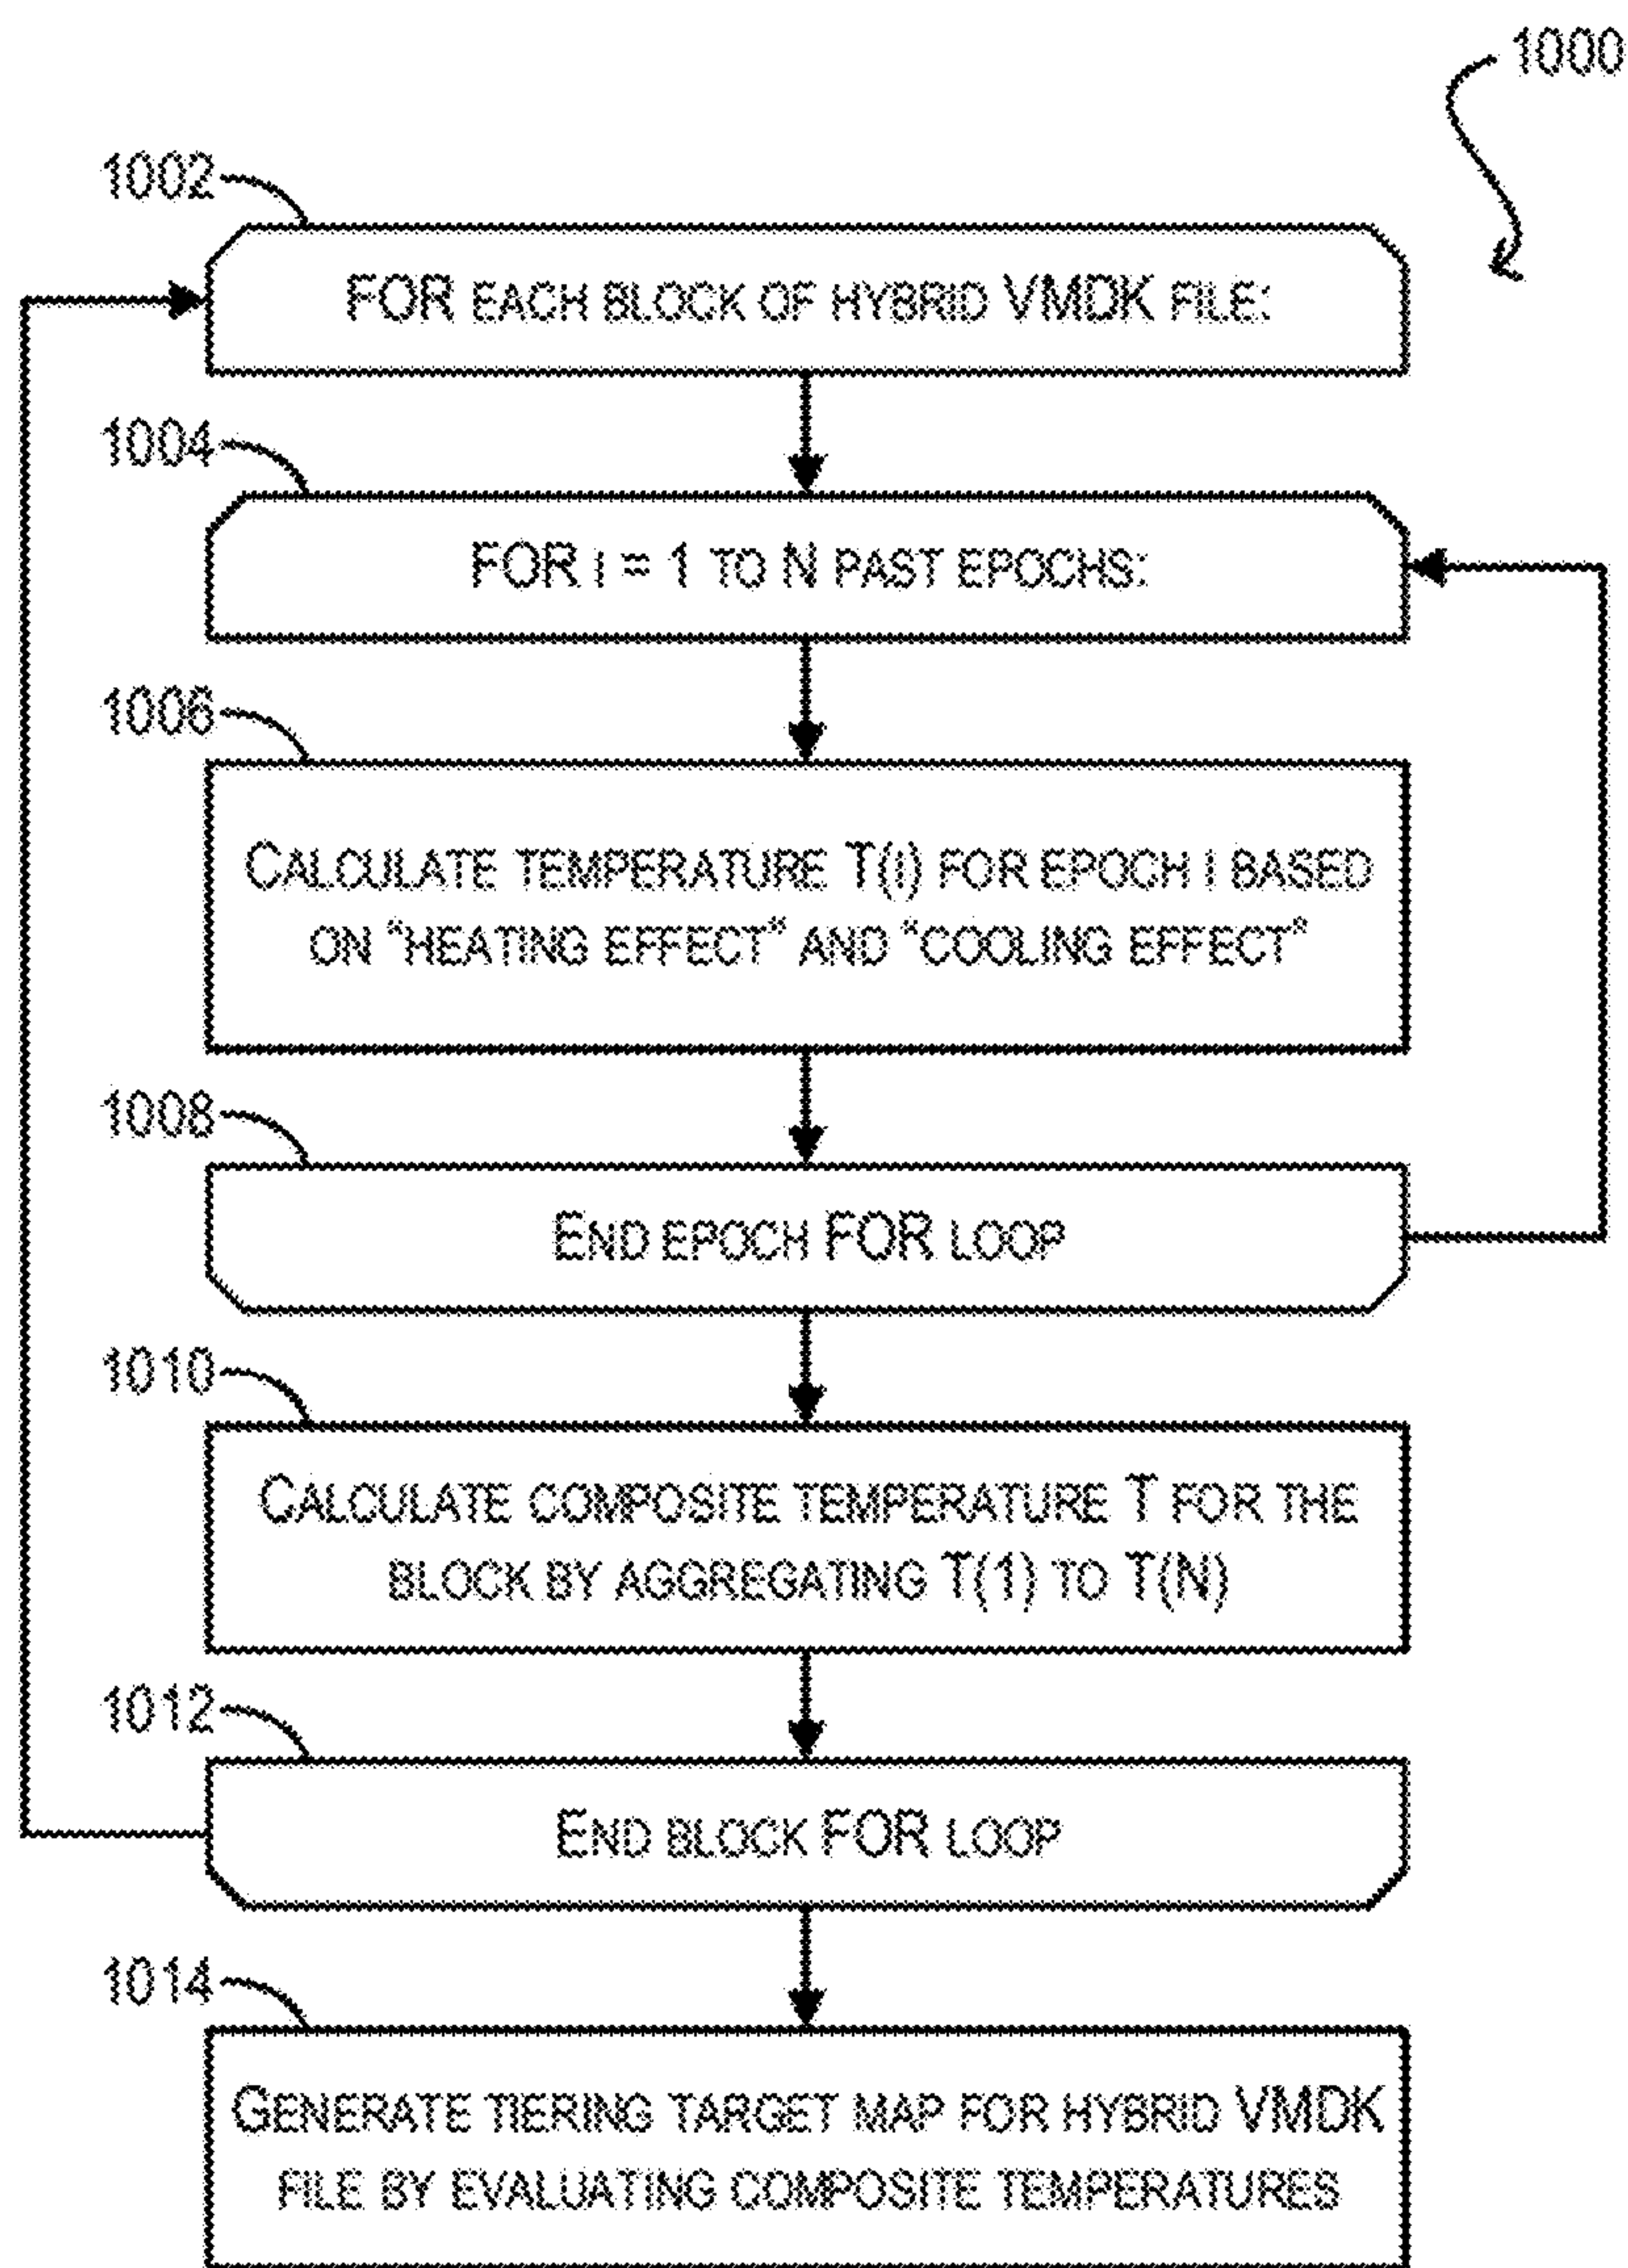 1000
1002
FOR EACH BLOCK OF HYBRID VMDK FILE:
1004
FOR I = 1 TO N PAST EPOCHS:
1006
CALCULATE TEMPERATURE T(I) FOR EPOCH I BASED
ON "HEATING EFFECT" AND "COOLING EFFECT"
1008
END EPOCH FOR LOOP
1010
CALCULATE COMPOSITE TEMPERATURE T FOR THE
BLOCK BY AGGREGATING T(1) TO T(N)
1012
END BLOCK FOR LOOP
1014
GENERATE TIERING TARGET MAP FOR HYBRID VMDK
FILE BY EVALUATING COMPOSITE TEMPERATURES